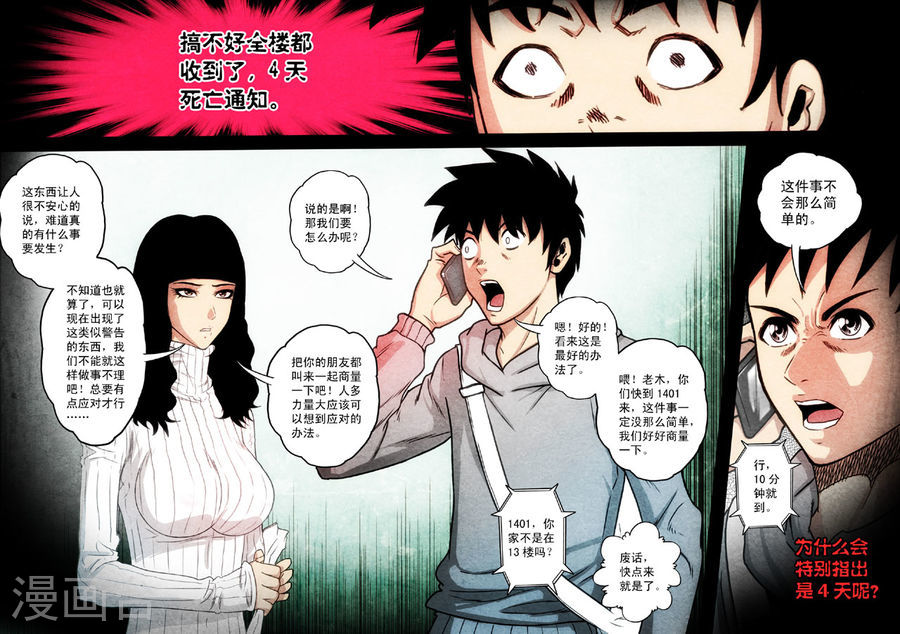 搞不好全楼都
收到了，4天
死亡通知。
这东西让人
很不安心的
说，难道真
的有什么事
要发生？
不知道也就
算了，可以
现在出现了
这类似警告
的东西，我
们不能就这
样做事不理
吧！总要有
点应对才行
……
说的是啊！
那我们要
怎么办呢？
把你的朋友都
叫来一起商量
一下吧！人多
力量大应该可
以想到应对的
办法。
嗯！好的！
看来这是
最好的办
法了。
喂！老木，你
们快到1401
来，这件事一
定没那么简单，
我们好好商量
一下。
1401，你
家不是在
13楼吗？
废话，
快点来
就是了。
这件事不
会那么简
单的。
行，
10分
钟就
到。
为什么会
特别指出
是4天呢？
漫画台